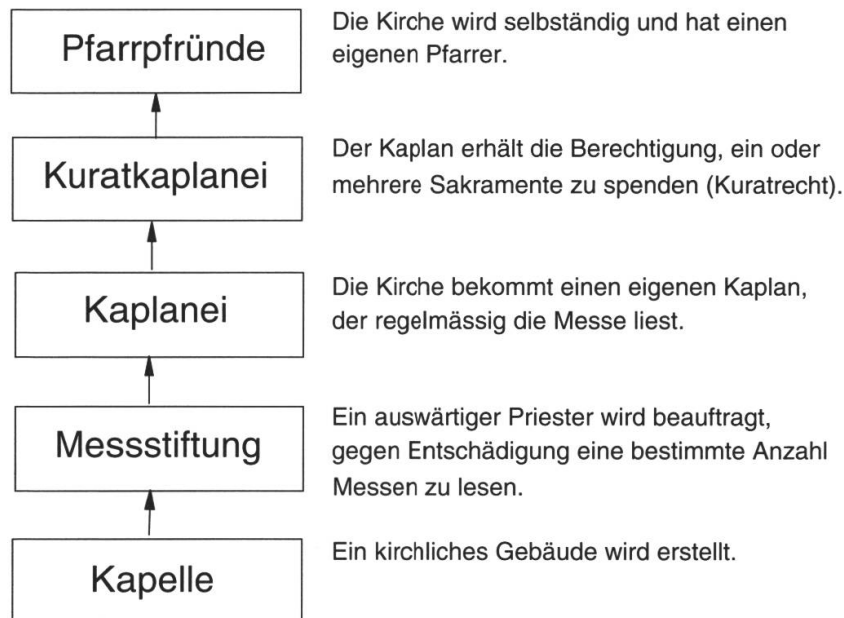 Pfarrpfründe
Die Kirche wird selbständig und hat einen
eigenen Pfarrer.
Kuratkaplanei
Der Kaplan erhält die Berechtigung, ein oder
mehrere Sakramente zu spenden (Kuratrecht).
Kaplanei
Die Kirche bekommt einen eigenen Kaplan,
der regelmässig die Messe liest.
Messstiftung
Ein auswärtiger Priester wird beauftragt,
gegen Entschädigung eine bestimmte Anzahl
Messen zu lesen.
Kapelle
Ein kirchliches Gebäude wird erstellt.